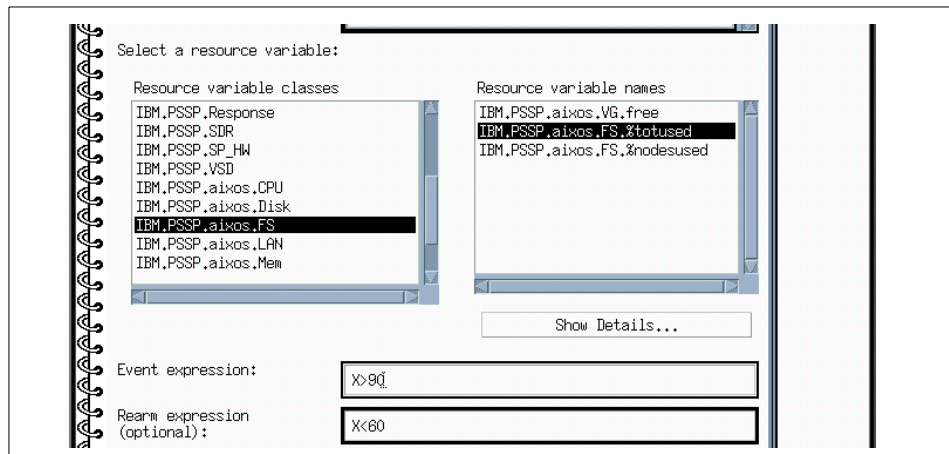 Select a resource variable:
Resource variable classes
IBM.PSSP.Response
IBM.PSSP.SDR
IBM.PSSP.SP_HW
IBM.PSSP.VSD
IBM.PSSP.aixos.CPU
IBM.PSSP.aixos.Disk
IBM.PSSP.aixos.FS
IBM.PSSP.aixos.LAN
IBM.PSSP.aixos.Mem
Resource variable names
IBM.PSSP.aixos.VG.free
IBM.PSSP.aixos.FS.%totused
IBM.PSSP.aixos.FS.%nodesused
Show Details...
Event expression:
X>90
Rearm expression
(optional):
X<60